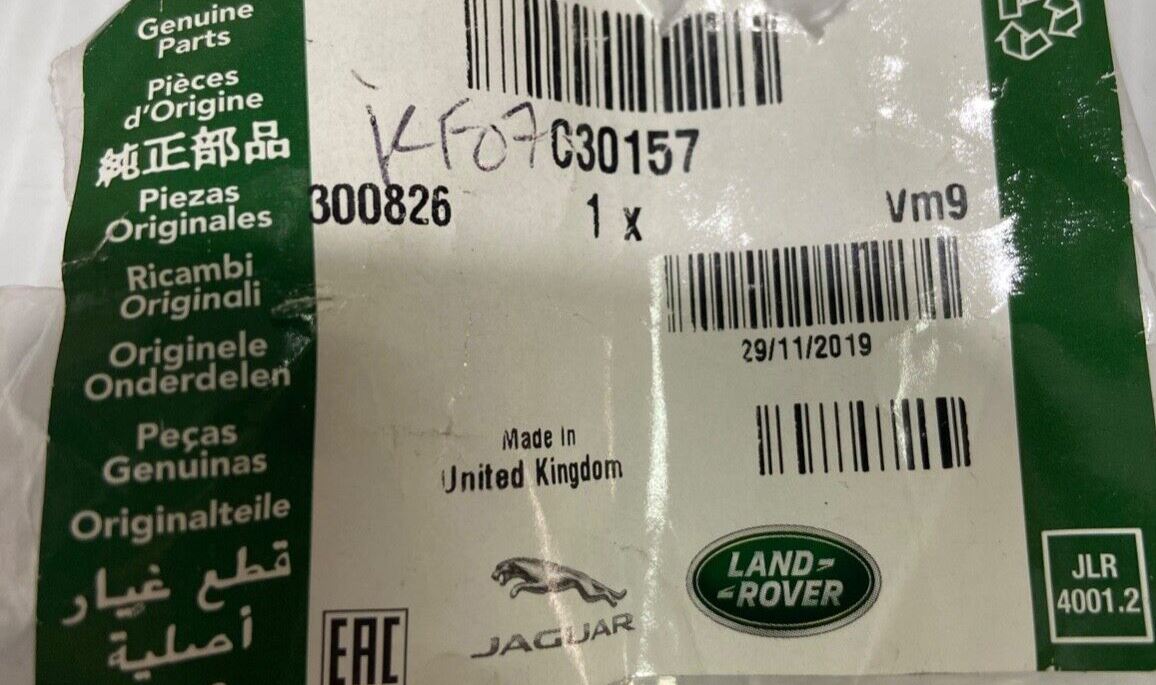 Genuine
Parts
Pièces
d'Origine
純正部品
Piezas
Originales
Ricambi
Originali
Originele
Onderdelen
Peças
Genuinas
Originalteile
قطع غيار
أصلية
KF07
C30157
300826
1 x
Vm9
29/11/2019
Made In
United Kingdom
JAGUAR
LAND-
-ROVER
EAC
JLR
4001.2